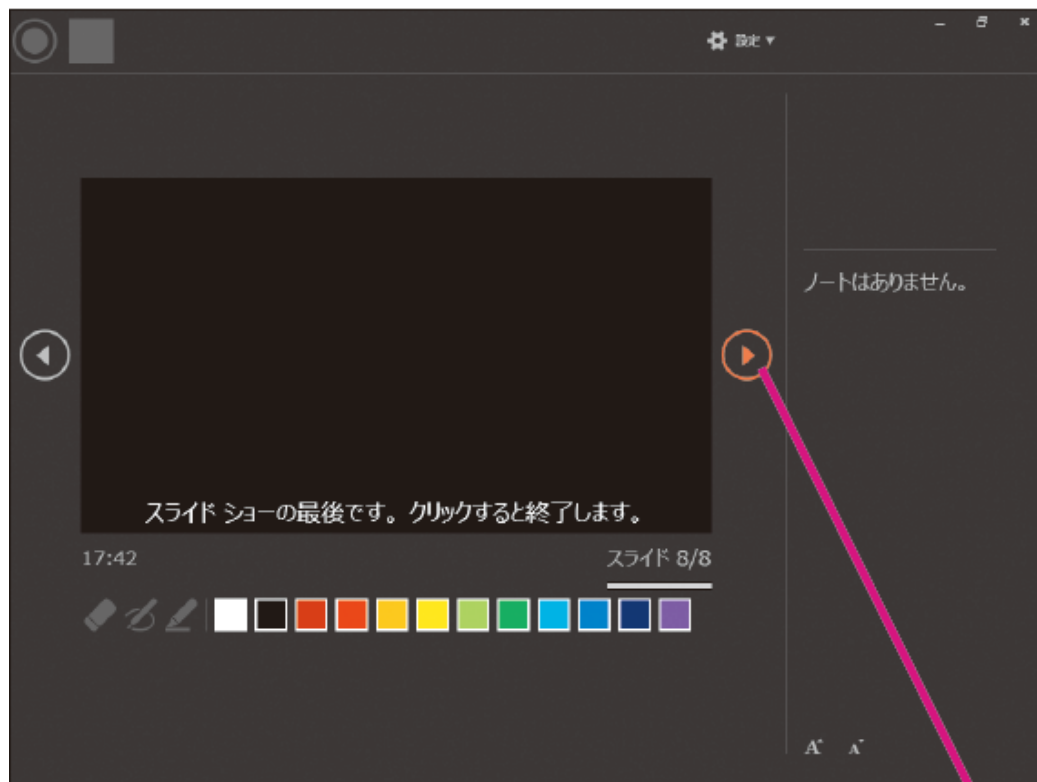 設定
ノートはありません。
スライド ショーの最後です。クリックすると終了します。
17:42
スライド 8/8
A A